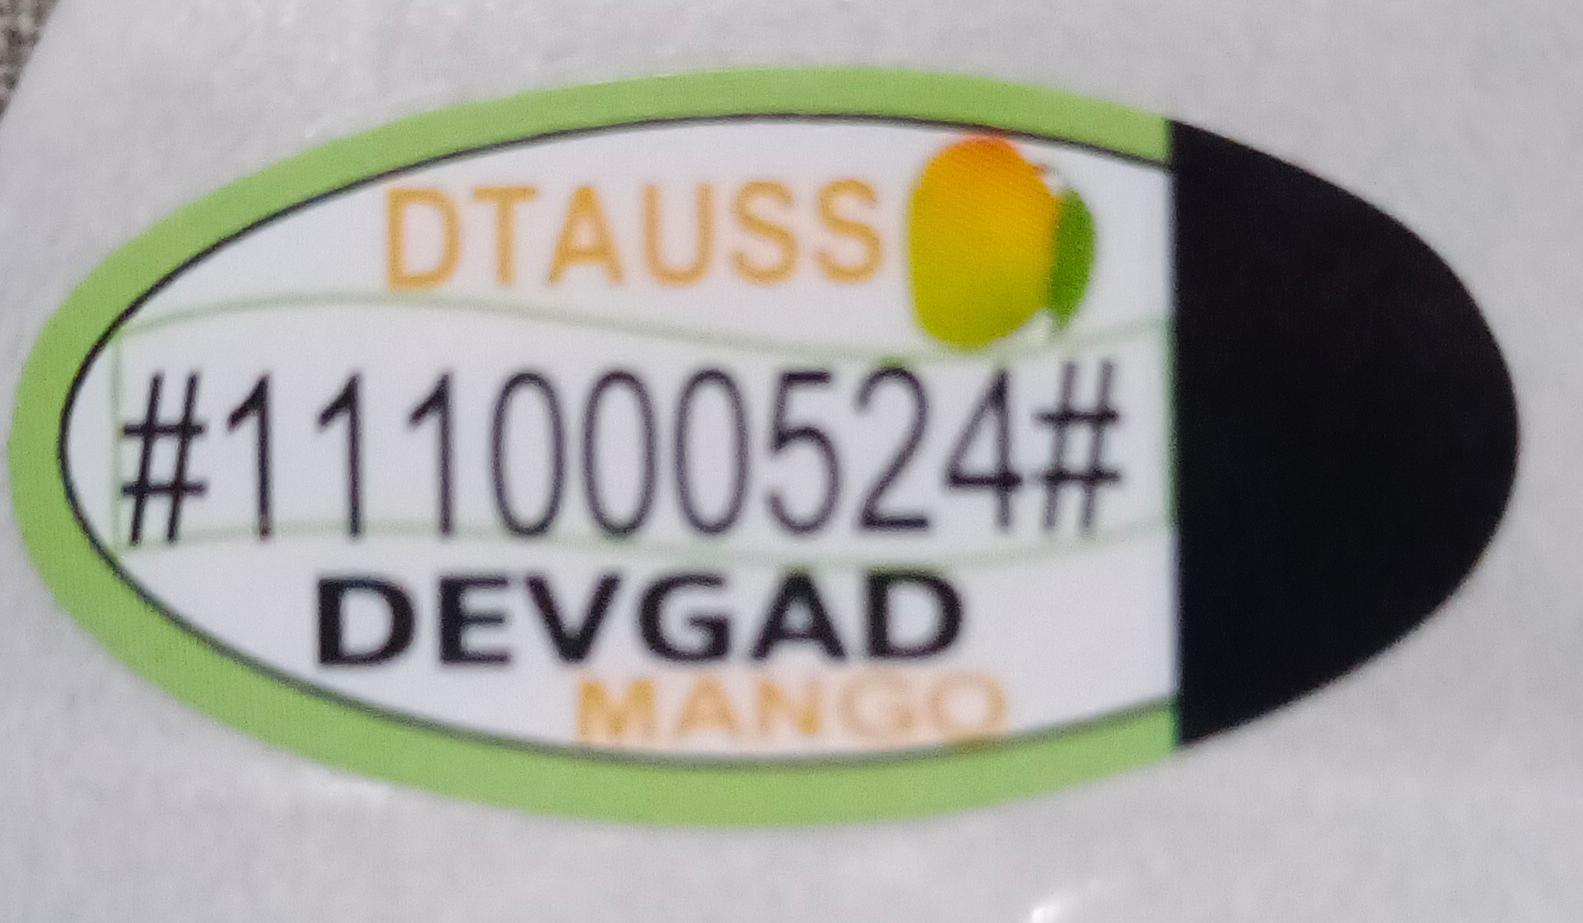 DTAUSS
#111000524#
DEVGAD
MANGO